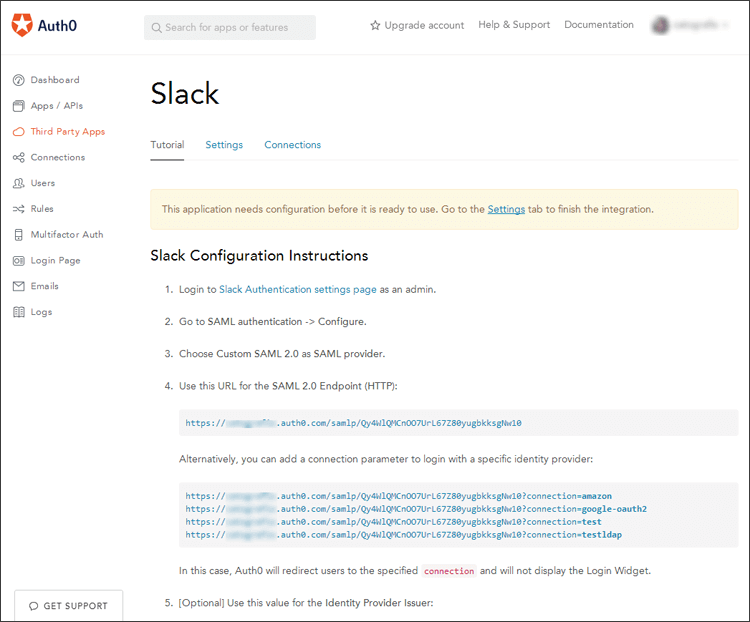 Auth0
Search for apps or features
Upgrade account
Help & Support
Documentation
Dashboard
Apps / APIs
Third Party Apps
Connections
Users
Rules
Multifactor Auth
Login Page
Emails
Logs
GET SUPPORT
Slack
Tutorial Settings Connections
This application needs configuration before it is ready to use. Go to the Settings tab to finish the integration.
Slack Configuration Instructions
1. Login to Slack Authentication settings page as an admin.
2. Go to SAML authentication -> Configure.
3. Choose Custom SAML 2.0 as SAML provider.
4. Use this URL for the SAML 2.0 Endpoint (HTTP):
https:// .auth0.com/samlp/Qy4WlQMCnOO7UrL67Z80yugbkksgNw10
Alternatively, you can add a connection parameter to login with a specific identity provider:
https:// .auth0.com/samlp/Qy4WlQMCnOO7UrL67Z80yugbkksgNw10?connection=amazon
https:// .auth0.com/samlp/Qy4WlQMCnOO7UrL67Z80yugbkksgNw10?connection=google-oauth2
https:// .auth0.com/samlp/Qy4WlQMCnOO7UrL67Z80yugbkksgNw10?connection=test
https:// .auth0.com/samlp/Qy4WlQMCnOO7UrL67Z80yugbkksgNw10?connection=testldap
In this case, Auth0 will redirect users to the specified connection and will not display the Login Widget.
5. [Optional] Use this value for the Identity Provider Issuer: